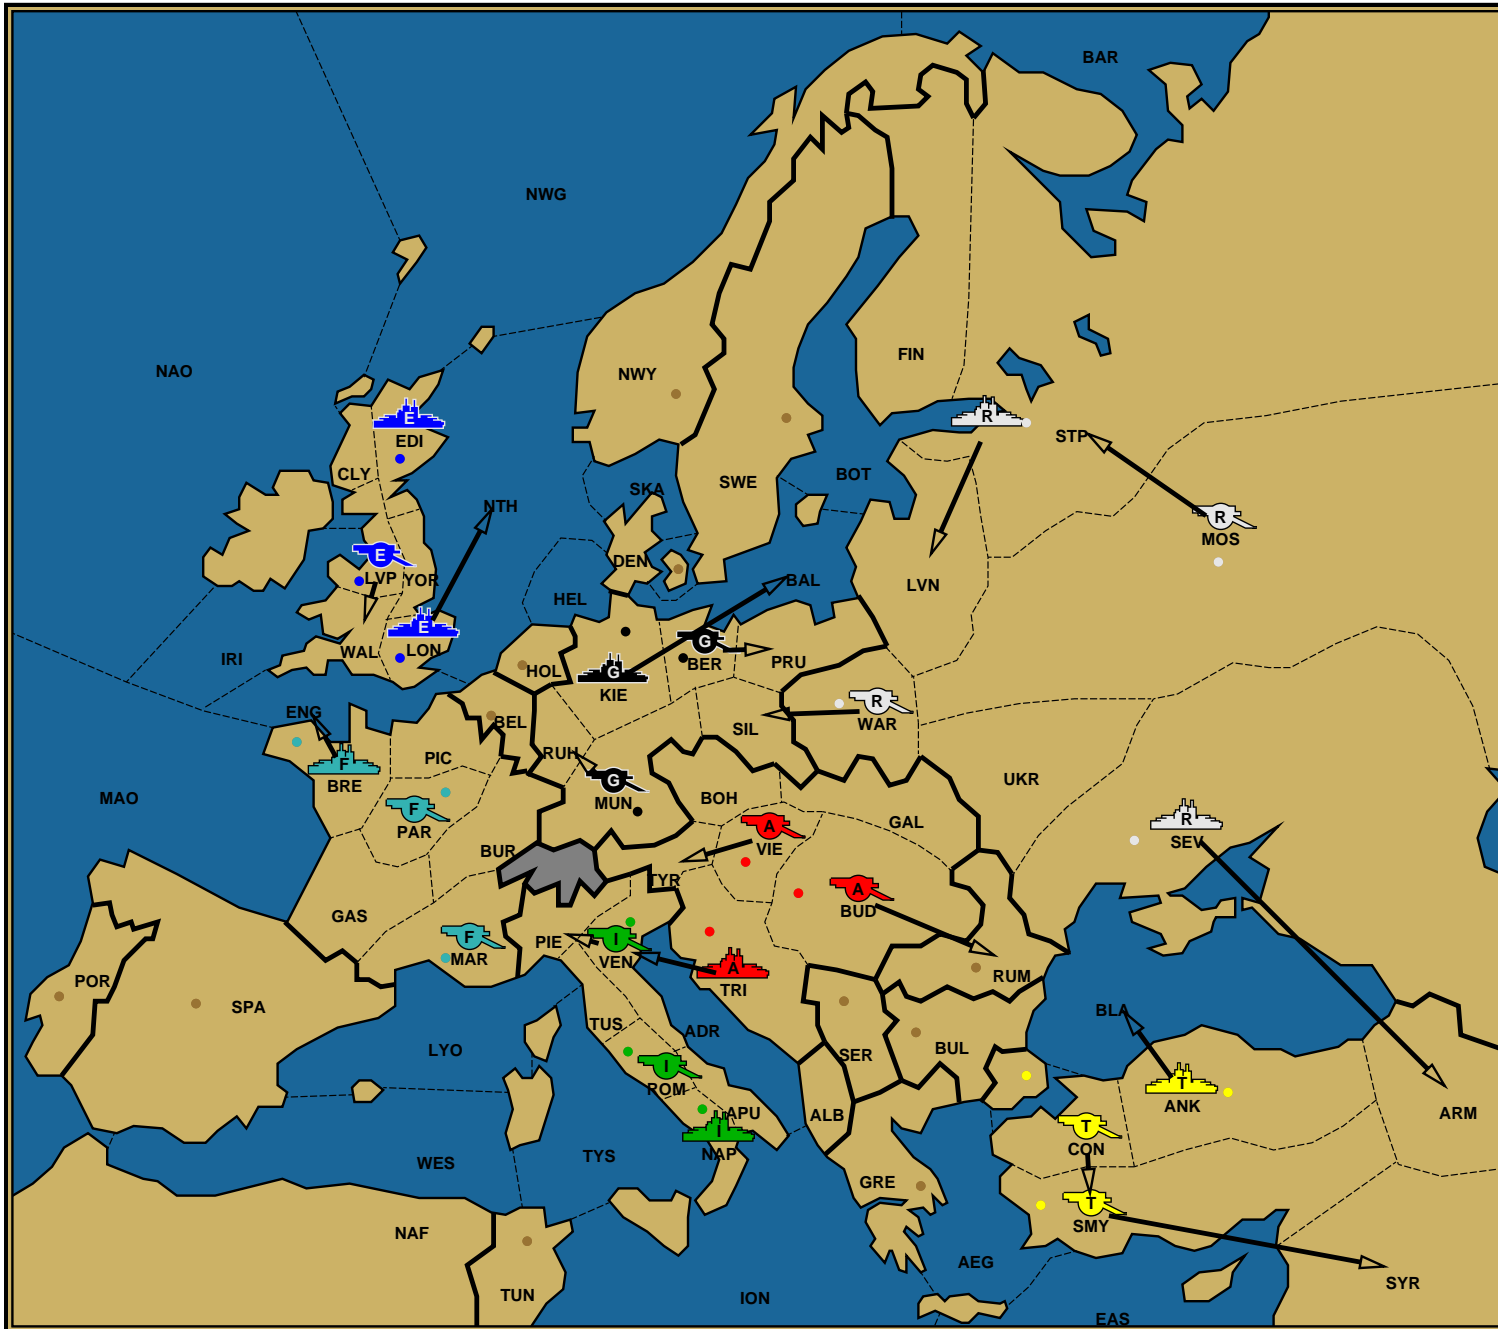 BAR
NWG
NAO
FIN
NWY
E
R
EDI
STP
CLY
BOT
SWE
SKA
NTH
R
MOS
E
DEN
LVP
YOR
BAL
LVN
HEL
E
G
WAL
LON
IRI
HOL
G
BER
PRU
KIE
R
WAR
ENG
BEL
SIL
PIC
RUH
F
BRE
G
UKR
MAO
MUN
BOH
F
PAR
A
GAL
R
SEV
VIE
BUR
TYR
A
BUD
GAS
F
I
PIE
MAR
VEN
A
TRI
RUM
POR
SPA
BLA
TUS
ADR
LYO
SER
BUL
I
ROM
T
ANK
APU
ALB
ARM
I
T
NAP
CON
WES
TYS
GRE
T
SMY
NAF
AEG
SYR
TUN
ION
EAS